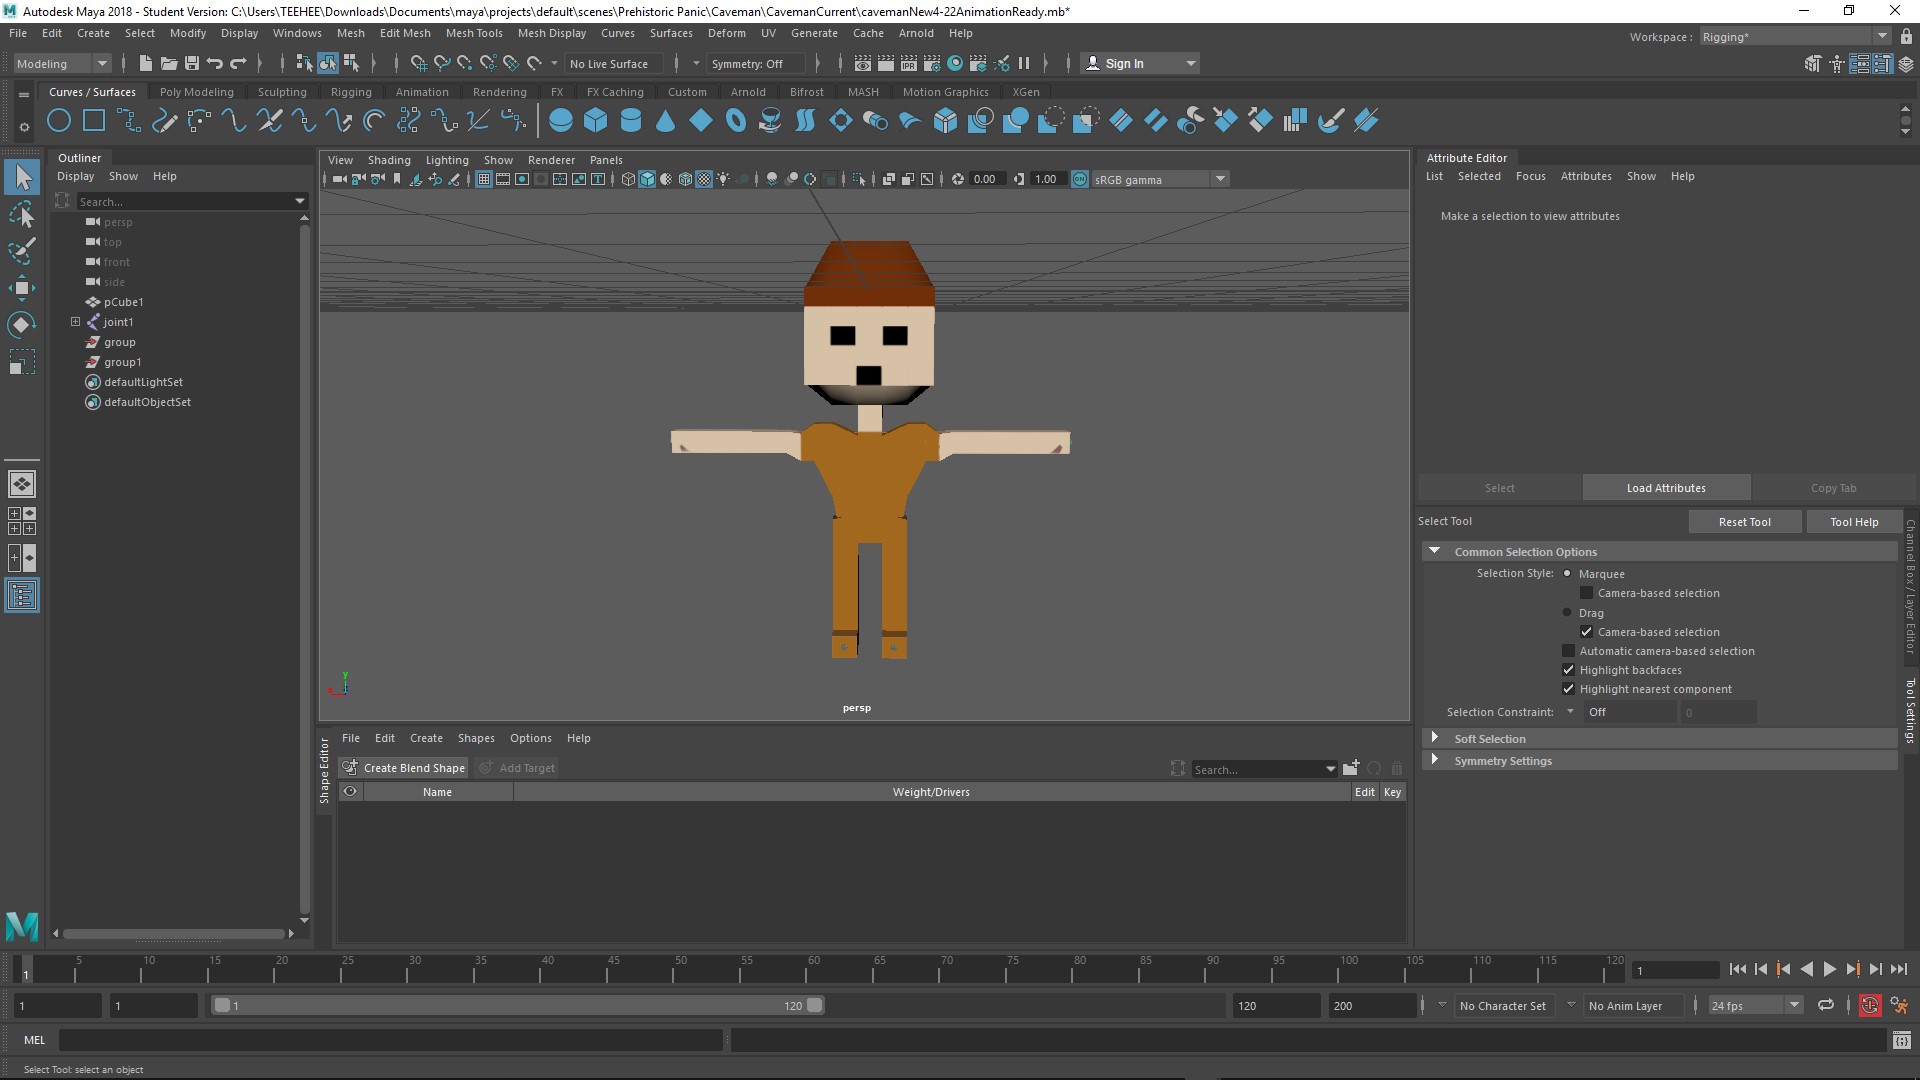 Autodesk Maya 2018 - Student Version: C:\Users\TEEHEE\Downloads\Documents\maya\projects\default\scenes\Prehistoric Panic\Caveman\CavemanCurrent\cavemanNew4-22AnimationReady.mb*
File Edit Create Select Modify Display Windows Mesh Edit Mesh Mesh Tools Mesh Display Curves Surfaces Deform UV Generate Cache Arnold Help
Workspace : Rigging*
Modeling No Live Surface Symmetry: Off Sign In
Curves / Surfaces Poly Modeling Sculpting Rigging Animation Rendering FX FX Caching Custom Arnold Bifrost MASH Motion Graphics XGen
Outliner
Display Show Help
Search...
persp
top
front
side
pCube1
joint1
group
group1
defaultLightSet
defaultObjectSet
View Shading Lighting Show Renderer Panels
0.00 1.00 ON sRGB gamma
y
persp
Attribute Editor
List Selected Focus Attributes Show Help
Make a selection to view attributes
Select Load Attributes Copy Tab
Select Tool Reset Tool Tool Help
Common Selection Options
Selection Style: Marquee
Camera-based selection
Drag
Camera-based selection
Automatic camera-based selection
Highlight backfaces
Highlight nearest component
Selection Constraint: Off 0
Soft Selection
Symmetry Settings
Channel Box / Layer Editor
Tool Settings
Shape Editor
File Edit Create Shapes Options Help
Create Blend Shape Add Target Search...
Name Weight/Drivers Edit Key
5 10 15 20 25 30 35 40 45 50 55 60 65 70 75 80 85 90 95 100 105 110 115 120
1 1
1 1 1 120 120 200 No Character Set No Anim Layer 24 fps
MEL
Select Tool: select an object